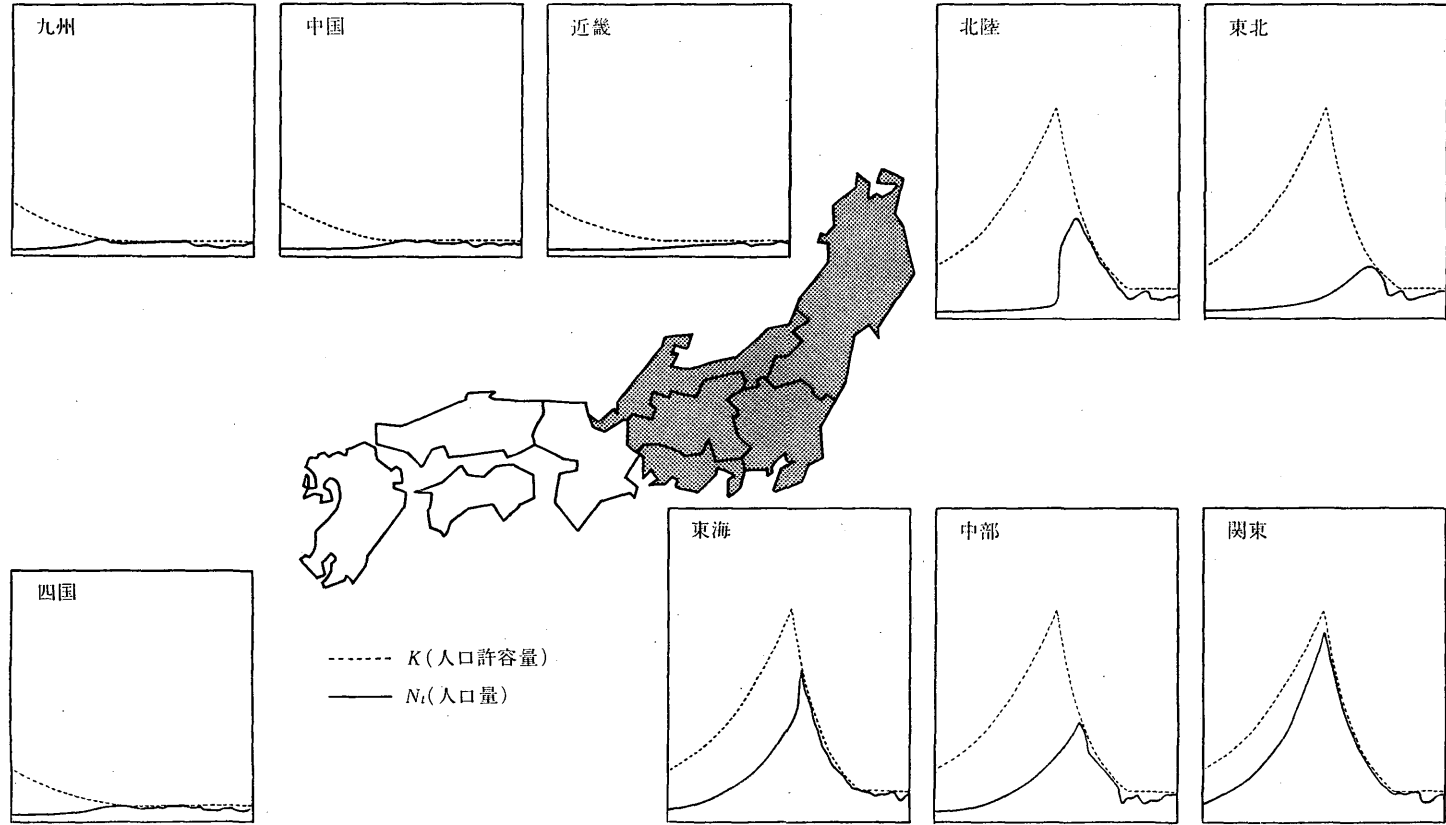 九州
中国
近畿
北陸
東北
東海
中部
関東
四国
K(人口許容量)
Nt(人口量)